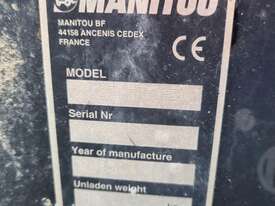 MANITOU
MANITOU BF
44158 ANCENIS CEDEX
FRANCE
CE
MODEL
Serial Nr
Year of manufacture
Unladen weight